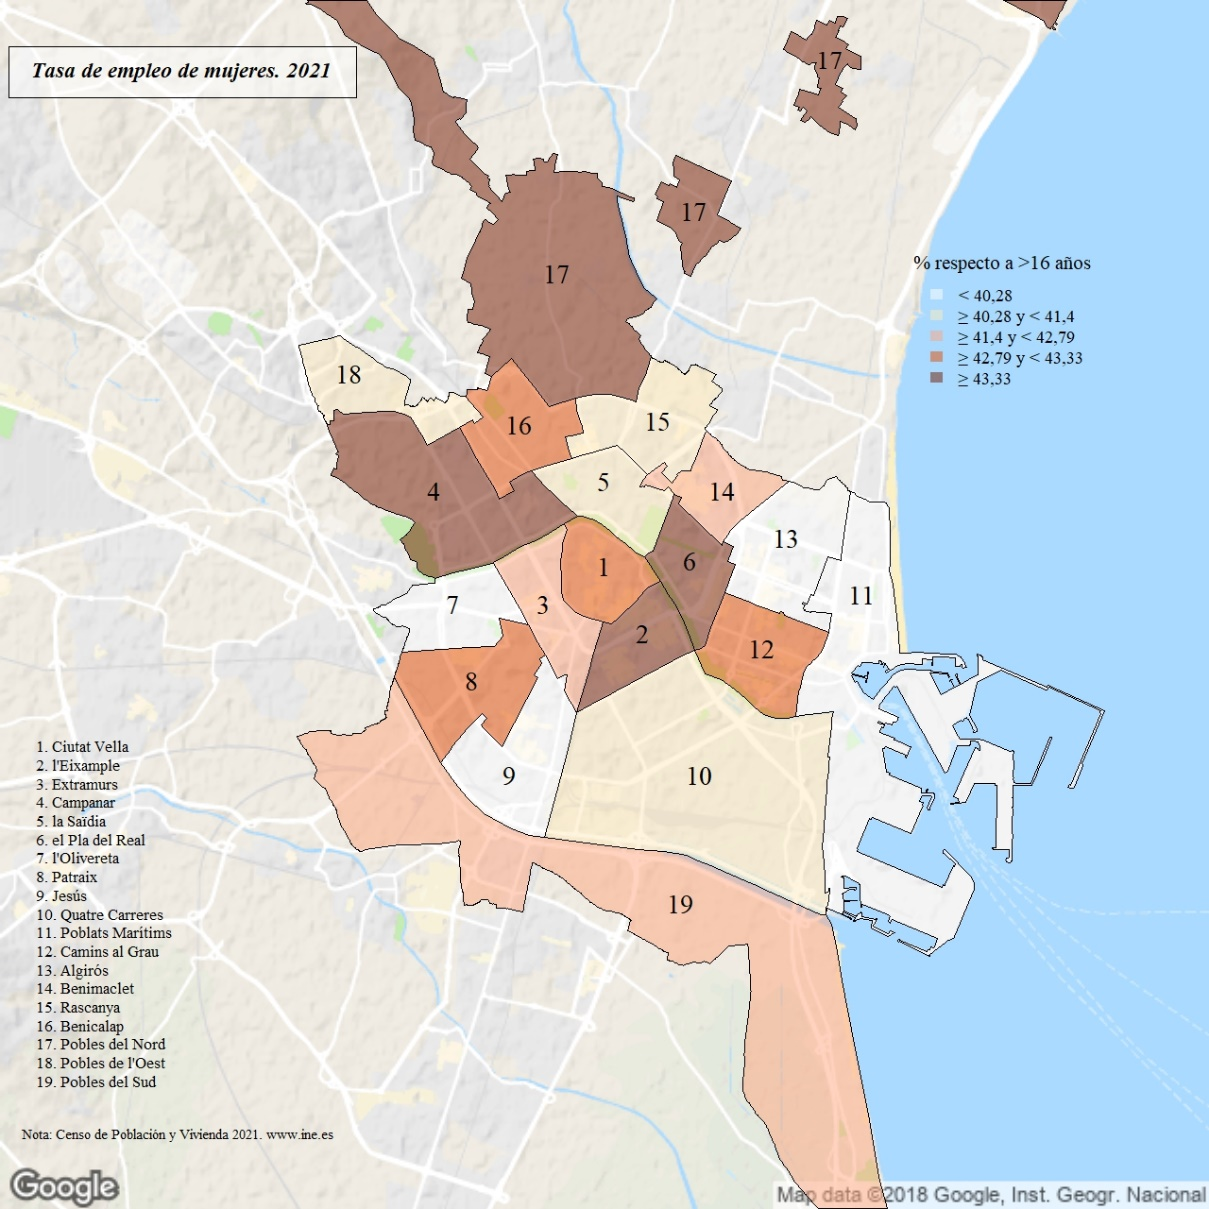 Tasa de empleo de mujeres. 2021
17
17
17
% respecto a >16 años
< 40,28
≥ 40,28 y < 41,4
≥ 41,4 y < 42,79
≥ 42,79 y < 43,33
≥ 43,33
18
16
15
4
5
14
13
6
1
11
7
3
2
12
8
9
10
19
1. Ciutat Vella
2. l'Eixample
3. Extramurs
4. Campanar
5. la Saïdia
6. el Pla del Real
7. l'Olivereta
8. Patraix
9. Jesús
10. Quatre Carreres
11. Poblats Marítims
12. Camins al Grau
13. Algirós
14. Benimaclet
15. Rascanya
16. Benicalap
17. Pobles del Nord
18. Pobles de l'Oest
19. Pobles del Sud
Nota: Censo de Población y Vivienda 2021. www.ine.es
Google
Map data ©2018 Google, Inst. Geogr. Nacional